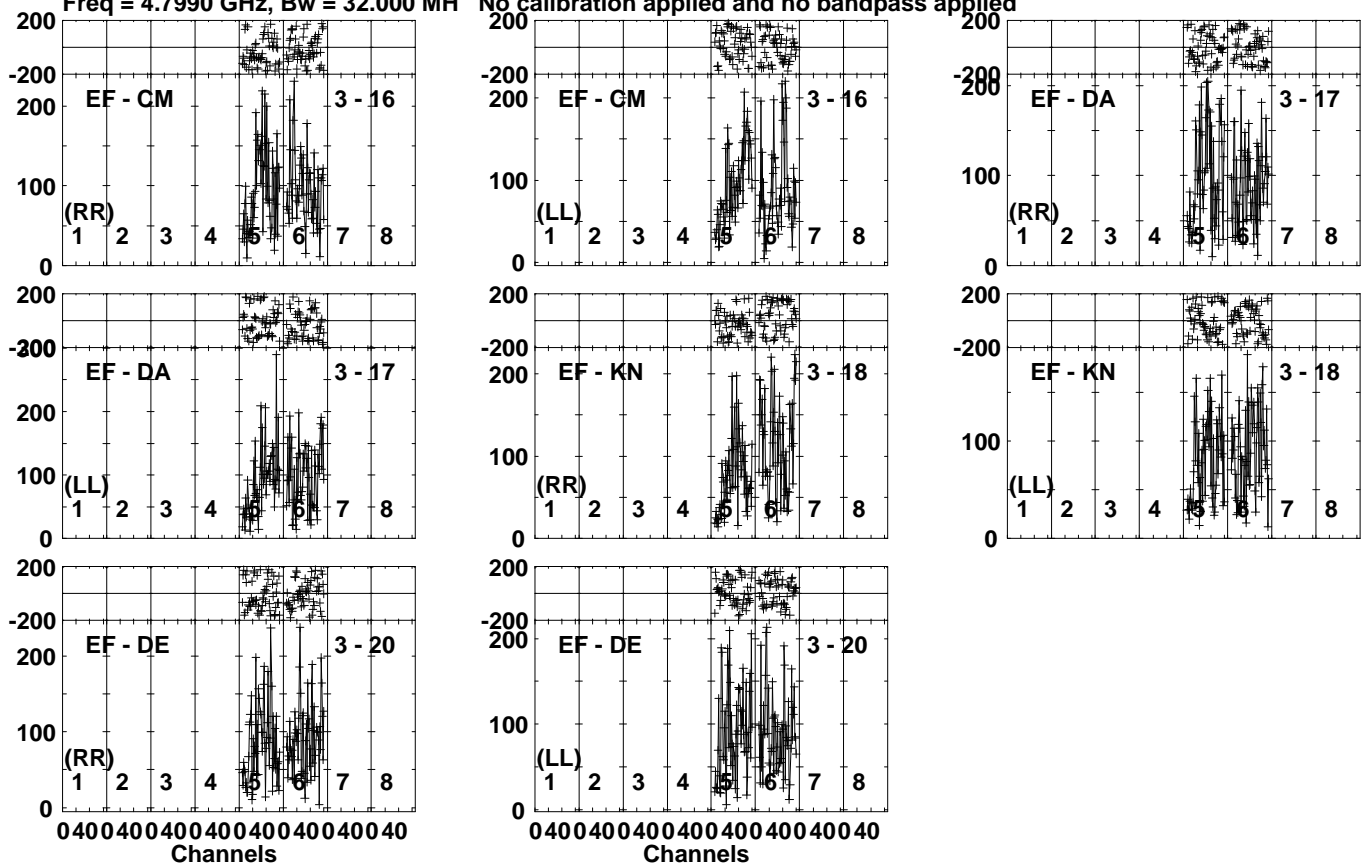 Freq = 4.7990 GHz, Bw = 32.000 MH No calibration applied and no bandpass applied
200 200 200
-200 -200 -200
EF - CM 3 - 16 EF - CM 3 - 16 EF - DA 3 - 17
200 200 200
100 100 100
(RR) (LL) (RR)
1 2 3 4 5 6 7 8 1 2 3 4 5 6 7 8 1 2 3 4 5 6 7 8
0 0 0
200 200 200
-200 -200 -200
300
EF - DA 3 - 17 EF - KN 3 - 18 EF - KN 3 - 18
200 200
100 100 100
(LL) (RR) (LL)
1 2 3 4 5 6 7 8 1 2 3 4 5 6 7 8 1 2 3 4 5 6 7 8
0 0 0
200 200
-200 -200
EF - DE 3 - 20 EF - DE 3 - 20
200 200
100 100
(RR) (LL)
1 2 3 4 5 6 7 8 1 2 3 4 5 6 7 8
0 0
0 40 0 40 0 40 0 40 0 40 0 40 0 40 0 40 0 40 0 40 0 40 0 40 0 40 0 40 0 40 0 40
Channels Channels